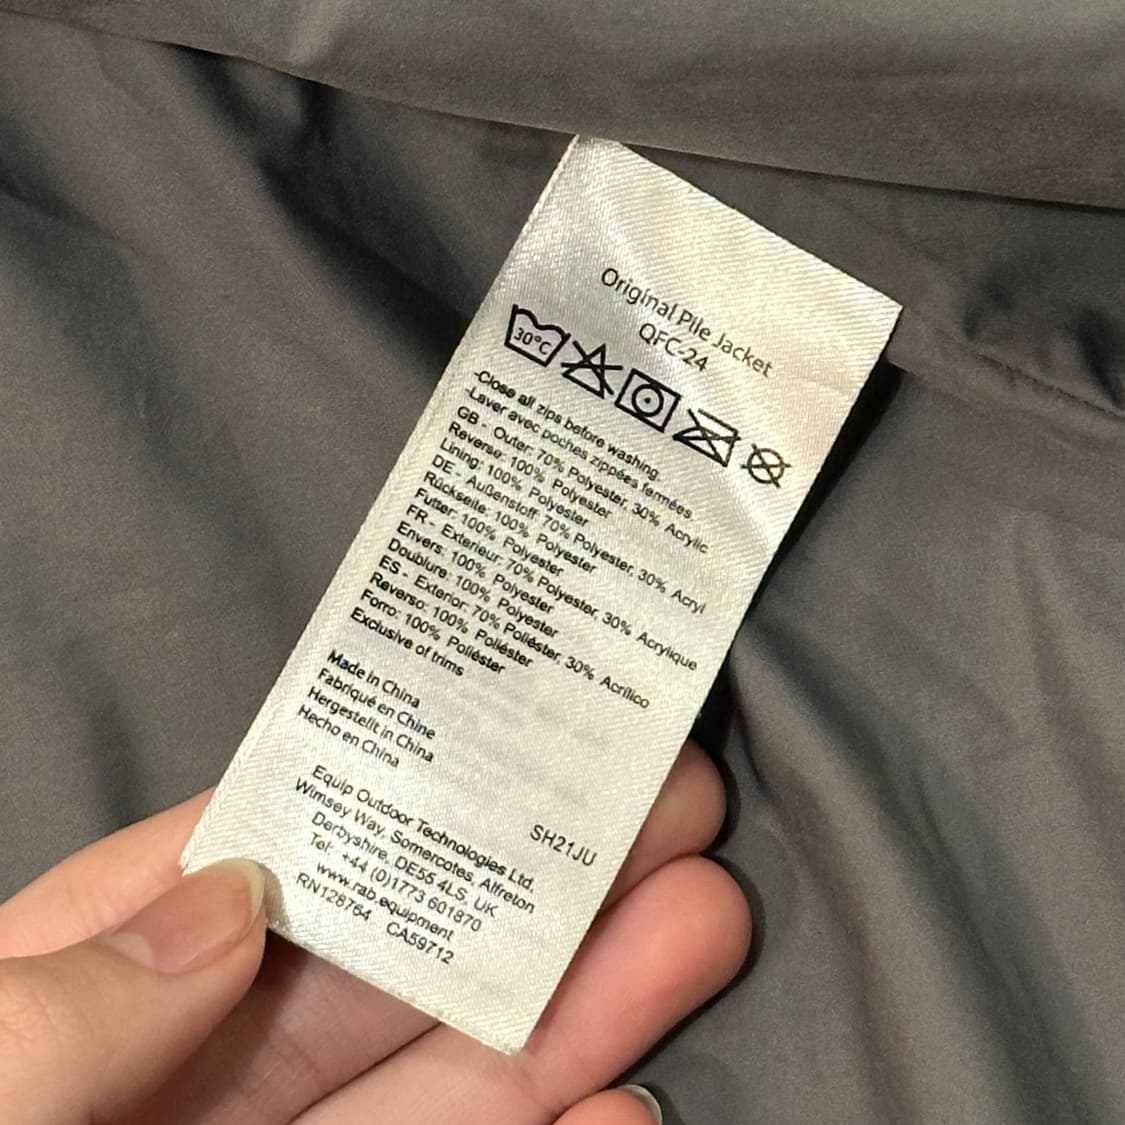 Original Pile Jacket
QFC-24
30°C
-Close all zips before washing.
-Laver avec poches zippées fermées.
GB - Outer: 70% Polyester, 30% Acrylic
Reverse: 100% Polyester
Lining: 100% Polyester
DE - Außenstoff: 70% Polyester, 30% Acryl
Rückseite: 100% Polyester
Futter: 100% Polyester
FR - Exterieur: 70% Polyester, 30% Acrylique
Envers: 100% Polyester
Doublure: 100% Polyester
ES - Exterior: 70% Poliéster, 30% Acrílico
Reverso: 100% Poliéster
Forro: 100% Poliéster
Exclusive of trims
Made in China
Fabriqué en Chine
Hergestellt in China
Hecho en China
SH21JU
Equip Outdoor Technologies Ltd.
Wimsey Way, Somercotes, Alfreton
Derbyshire, DE55 4LS, UK
Tel: +44 (0)1773 601870
www.rab.equipment
RN128764 CA59712